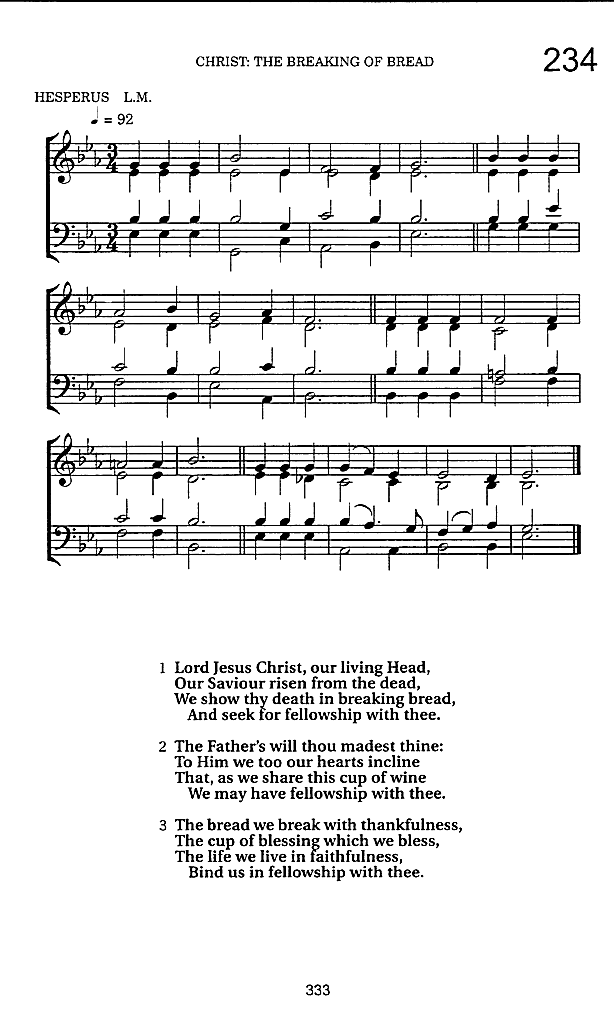 CHRIST: THE BREAKING OF BREAD
234
HESPERUS L.M.
♩ = 92
1 Lord Jesus Christ, our living Head,
Our Saviour risen from the dead,
We show thy death in breaking bread,
And seek for fellowship with thee.
2 The Father's will thou madest thine:
To Him we too our hearts incline
That, as we share this cup of wine
We may have fellowship with thee.
3 The bread we break with thankfulness,
The cup of blessing which we bless,
The life we live in faithfulness,
Bind us in fellowship with thee.
333